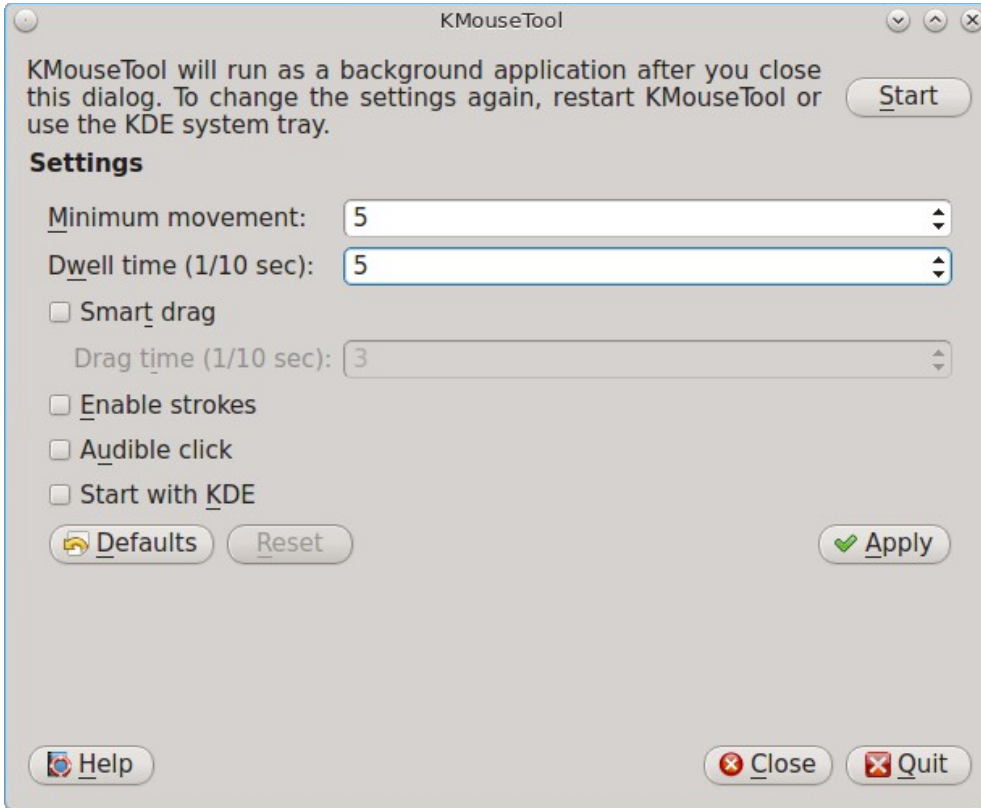 KMouseTool
KMouseTool will run as a background application after you close
this dialog. To change the settings again, restart KMouseTool or
use the KDE system tray.
Start
Settings
Minimum movement: 5
Dwell time (1/10 sec): 5
Smart drag
Drag time (1/10 sec): 3
Enable strokes
Audible click
Start with KDE
Defaults Reset Apply
Help Close Quit